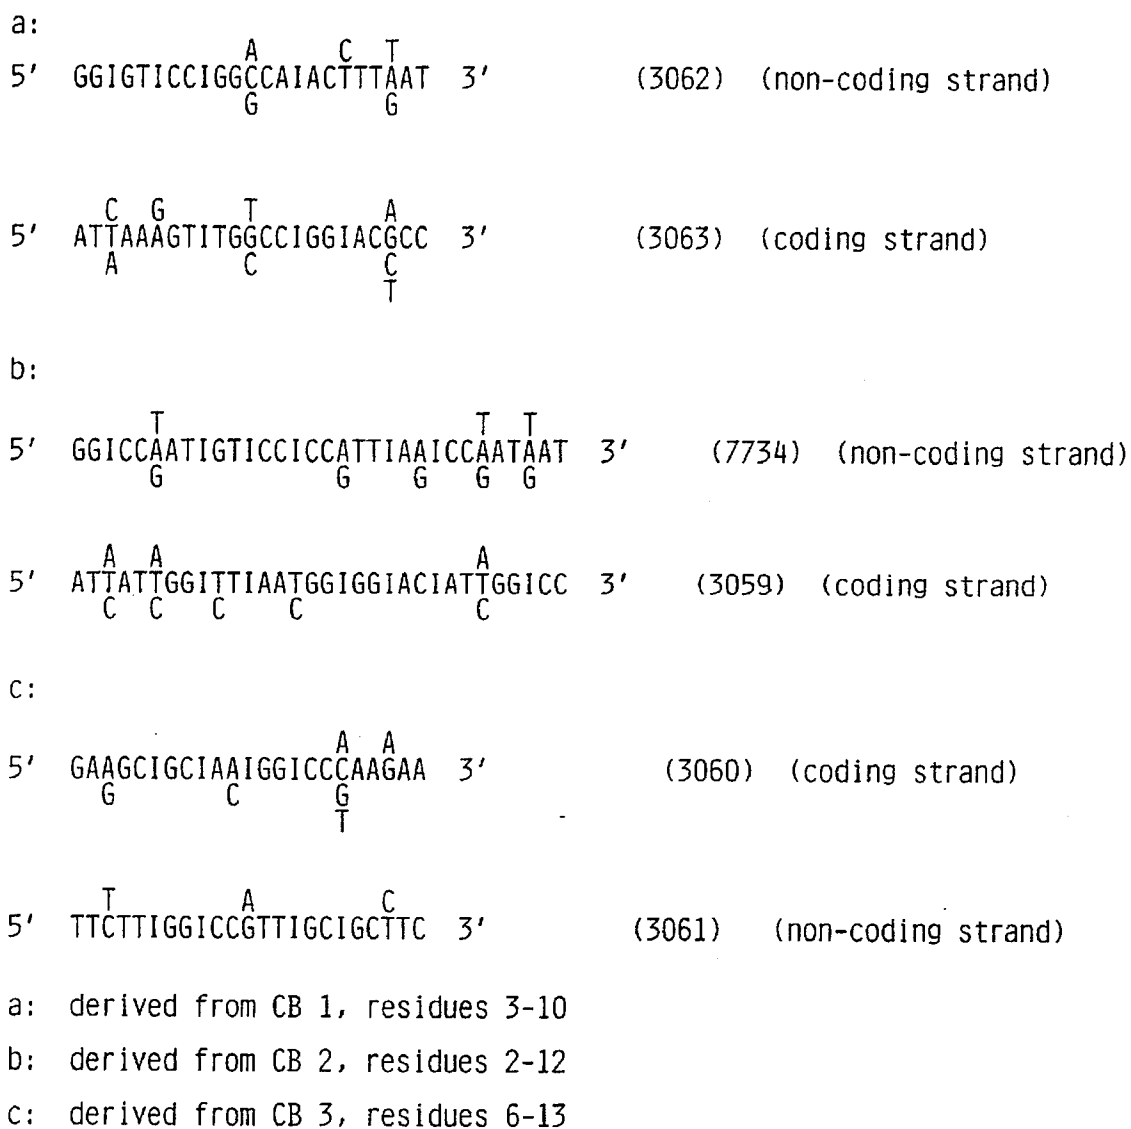 a:
A C T
5' GGIGTICCIGGCCAIACTTTAAT 3' (3062) (non-coding strand)
G G
C G T A
5' ATTAAAGTITGGCCIGGIACGCC 3' (3063) (coding strand)
A C C
T
b:
T T T
5' GGICCAATIGTICCICCATTIAAICCAATAAT 3' (7734) (non-coding strand)
G G G G G
A A A
5' ATTATTGGITTIAATGGIGGIACIATTGGICC 3' (3059) (coding strand)
C C C C C
c:
A A
5' GAAGCIGCIAAIGGICCCAAGAA 3' (3060) (coding strand)
G C G
T
T A C
5' TTCTTIGGICCGTTIGCIGCTTC 3' (3061) (non-coding strand)
a: derived from CB 1, residues 3-10
b: derived from CB 2, residues 2-12
c: derived from CB 3, residues 6-13